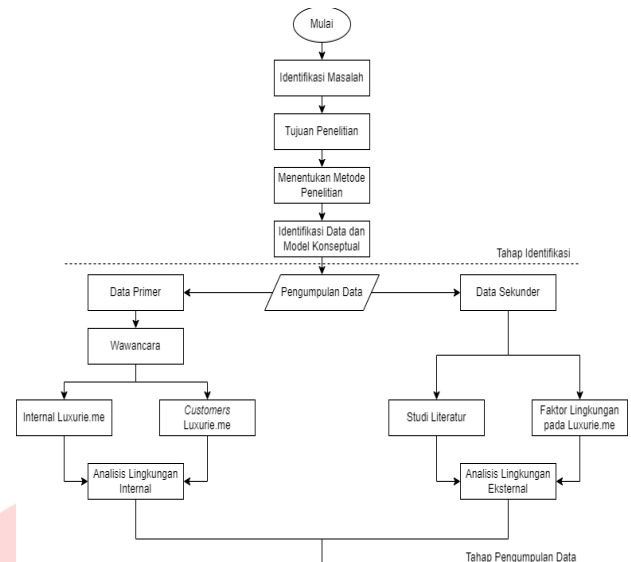 Mulai
Identifikasi Masalah
Tujuan Penelitian
Menentukan Metode
Penelitian
Identifikasi Data dan
Model Konseptual
Tahap Identifikasi
Data Primer
Pengumpulan Data
Data Sekunder
Wawancara
Internal Luxurie.me
Customers
Luxurie.me
Studi Literatur
Faktor Lingkungan
pada Luxurie.me
Analisis Lingkungan
Internal
Analisis Lingkungan
Eksternal
Tahap Pengumpulan Data